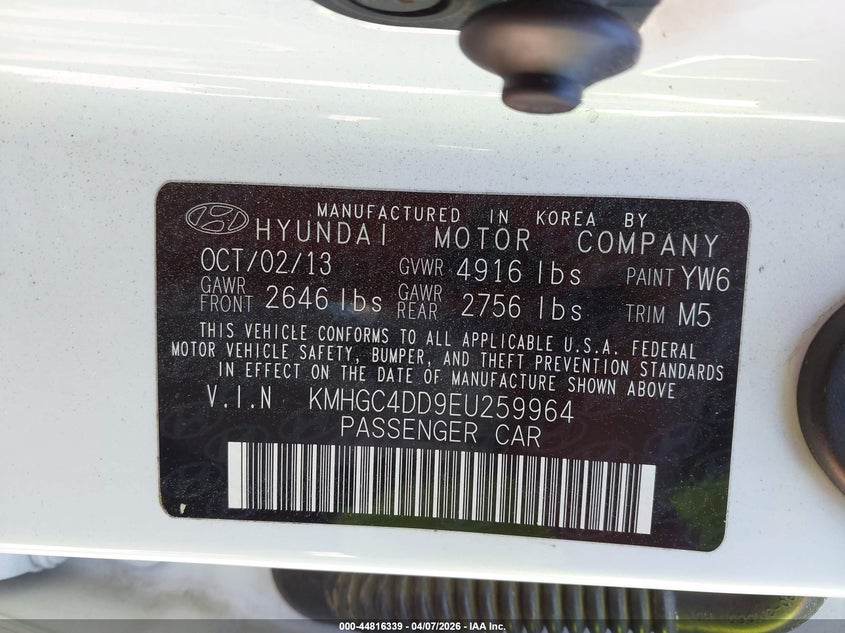 MANUFACTURED IN KOREA BY
HYUNDAI MOTOR COMPANY
OCT/02/13 GVWR 4916 lbs PAINT YW6
GAWR FRONT 2646 lbs GAWR REAR 2756 lbs TRIM M5
THIS VEHICLE CONFORMS TO ALL APPLICABLE U.S.A. FEDERAL
MOTOR VEHICLE SAFETY, BUMPER, AND THEFT PREVENTION STANDARDS
IN EFFECT ON THE DATE OF MANUFACTURE SHOWN ABOVE
V.I.N KMHGC4DD9EU259964
PASSENGER CAR
000-44816339 - 04/07/2026 - IAA Inc.